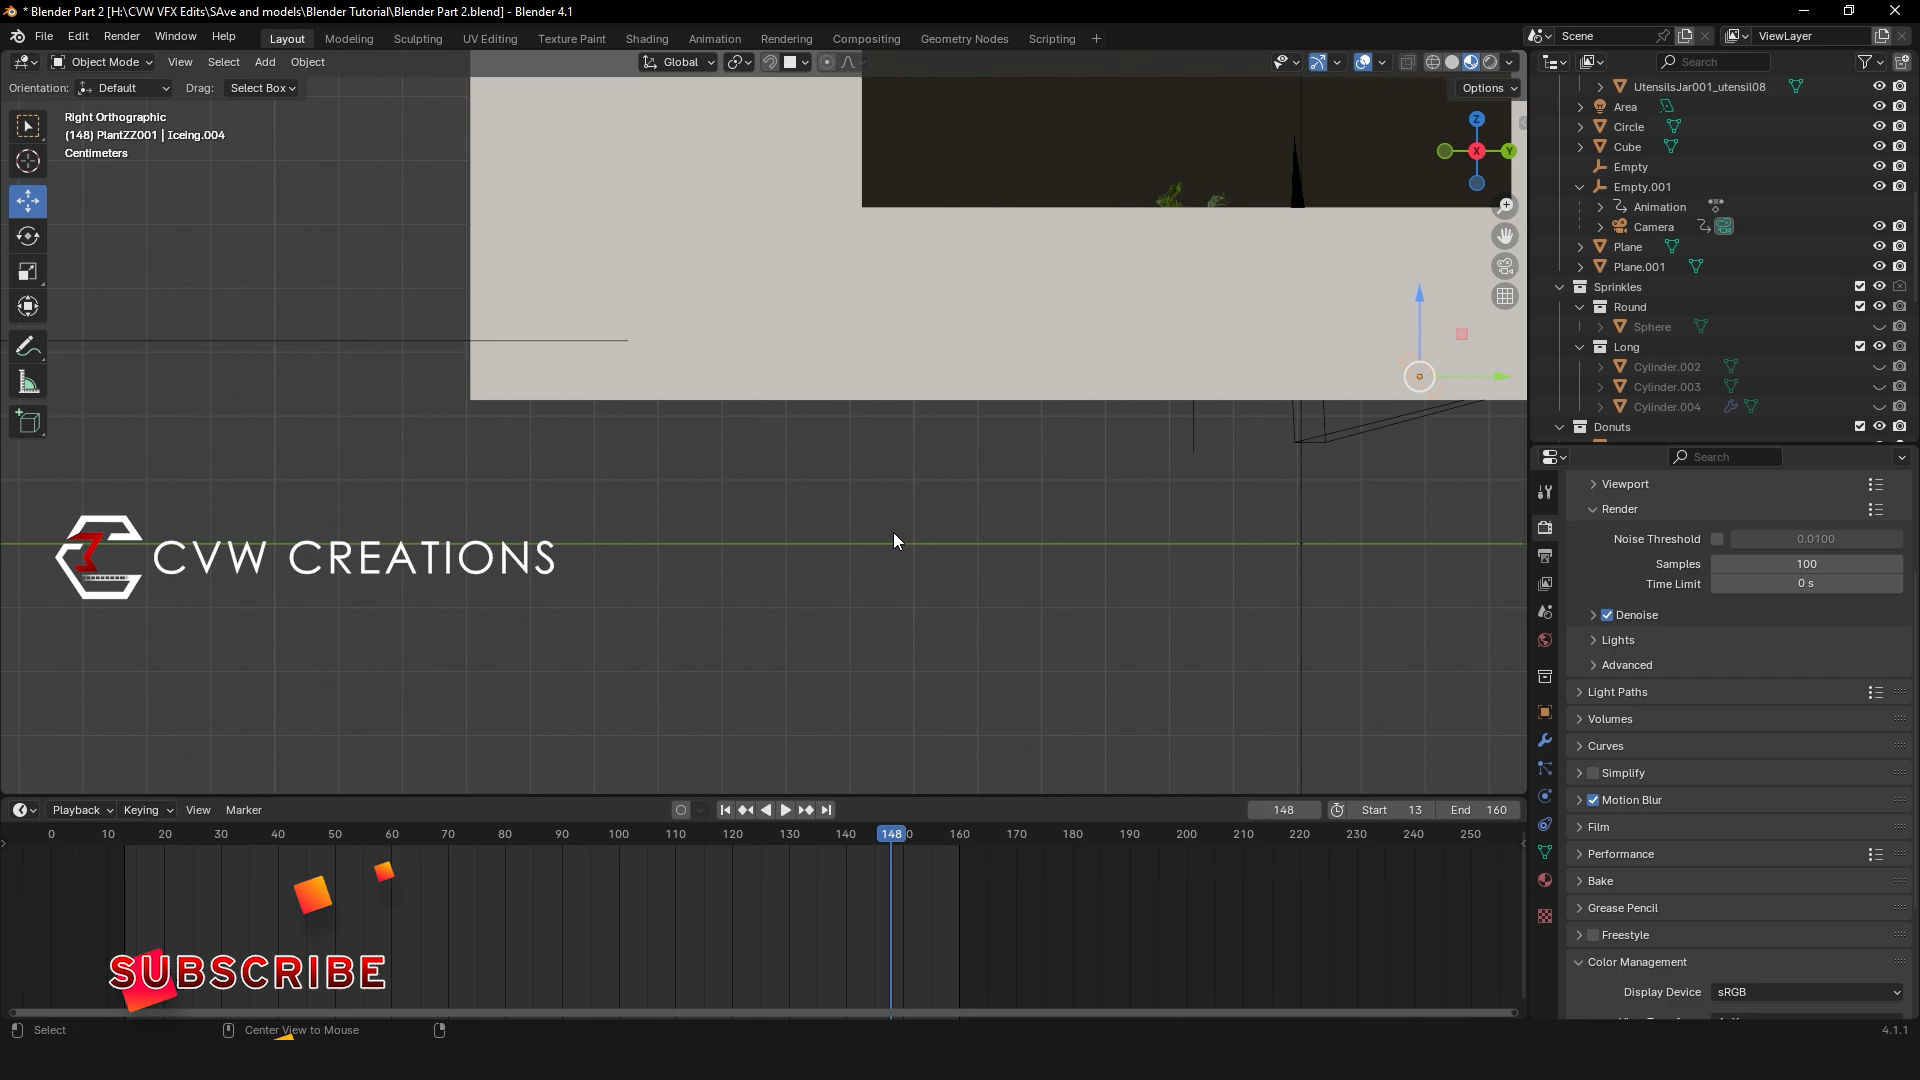 * Blender Part 2 [H:\CVW VFX Edits\SAve and models\Blender Tutorial\Blender Part 2.blend] - Blender 4.1
File Edit Render Window Help Layout Modeling Sculpting UV Editing Texture Paint Shading Animation Rendering Compositing Geometry Nodes Scripting + Scene ViewLayer
Object Mode View Select Add Object Global Search
Orientation: Default Drag: Select Box Options
Right Orthographic
(148) PlantZZ001 | Iceing.004
Centimeters
Z
X
Y
UtensilsJar001_utensil08
Area
Circle
Cube
Empty
Empty.001
Animation
Camera
Plane
Plane.001
Sprinkles
Round
Sphere
Long
Cylinder.002
Cylinder.003
Cylinder.004
Donuts
Search
Viewport
Render
Noise Threshold 0.0100
Samples 100
Time Limit 0 s
Denoise
Lights
Advanced
Light Paths
Volumes
Curves
Simplify
Motion Blur
Film
Performance
Bake
Grease Pencil
Freestyle
Color Management
Display Device sRGB
CVW CREATIONS
Playback Keying View Marker 148 Start 13 End 160
0 10 20 30 40 50 60 70 80 90 100 110 120 130 140 148 0 160 170 180 190 200 210 220 230 240 250
SUBSCRIBE
Select Center View to Mouse 4.1.1